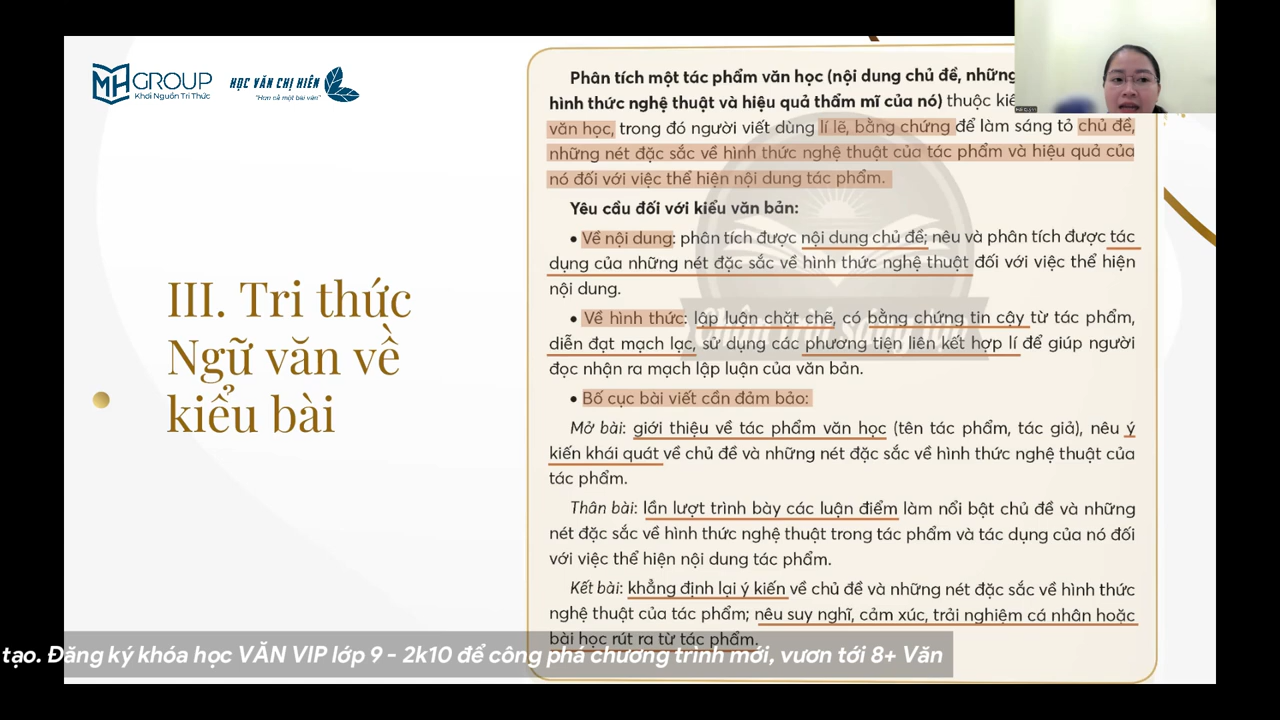 MH GROUP
Khơi Nguồn Tri Thức
HỌC VĂN CHỊ HIÊN
"Hơn cả một bài văn"
III. Tri thức
Ngữ văn về
kiểu bài
Phân tích một tác phẩm văn học (nội dung chủ đề, những
hình thức nghệ thuật và hiệu quả thẩm mĩ của nó) thuộc
văn học, trong đó người viết dùng lí lẽ, bằng chứng để làm sáng tỏ chủ đề,
những nét đặc sắc về hình thức nghệ thuật của tác phẩm và hiệu quả của
nó đối với việc thể hiện nội dung tác phẩm.
Yêu cầu đối với kiểu văn bản:
• Về nội dung: phân tích được nội dung chủ đề; nêu và phân tích được tác
dụng của những nét đặc sắc về hình thức nghệ thuật đối với việc thể hiện
nội dung.
• Về hình thức: lập luận chặt chẽ, có bằng chứng tin cậy từ tác phẩm,
diễn đạt mạch lạc, sử dụng các phương tiện liên kết hợp lí để giúp người
đọc nhận ra mạch lập luận của văn bản.
• Bố cục bài viết cần đảm bảo:
Mở bài: giới thiệu về tác phẩm văn học (tên tác phẩm, tác giả), nêu ý
kiến khái quát về chủ đề và những nét đặc sắc về hình thức nghệ thuật của
tác phẩm.
Thân bài: lần lượt trình bày các luận điểm làm nổi bật chủ đề và những
nét đặc sắc về hình thức nghệ thuật trong tác phẩm và tác dụng của nó đối
với việc thể hiện nội dung tác phẩm.
Kết bài: khẳng định lại ý kiến về chủ đề và những nét đặc sắc về hình thức
nghệ thuật của tác phẩm; nêu suy nghĩ, cảm xúc, trải nghiệm cá nhân hoặc
bài học rút ra từ tác phẩm.
tạo. Đăng ký khóa học VĂN VIP lớp 9 - 2k10 để công phá chương trình mới, vươn tới 8+ Văn